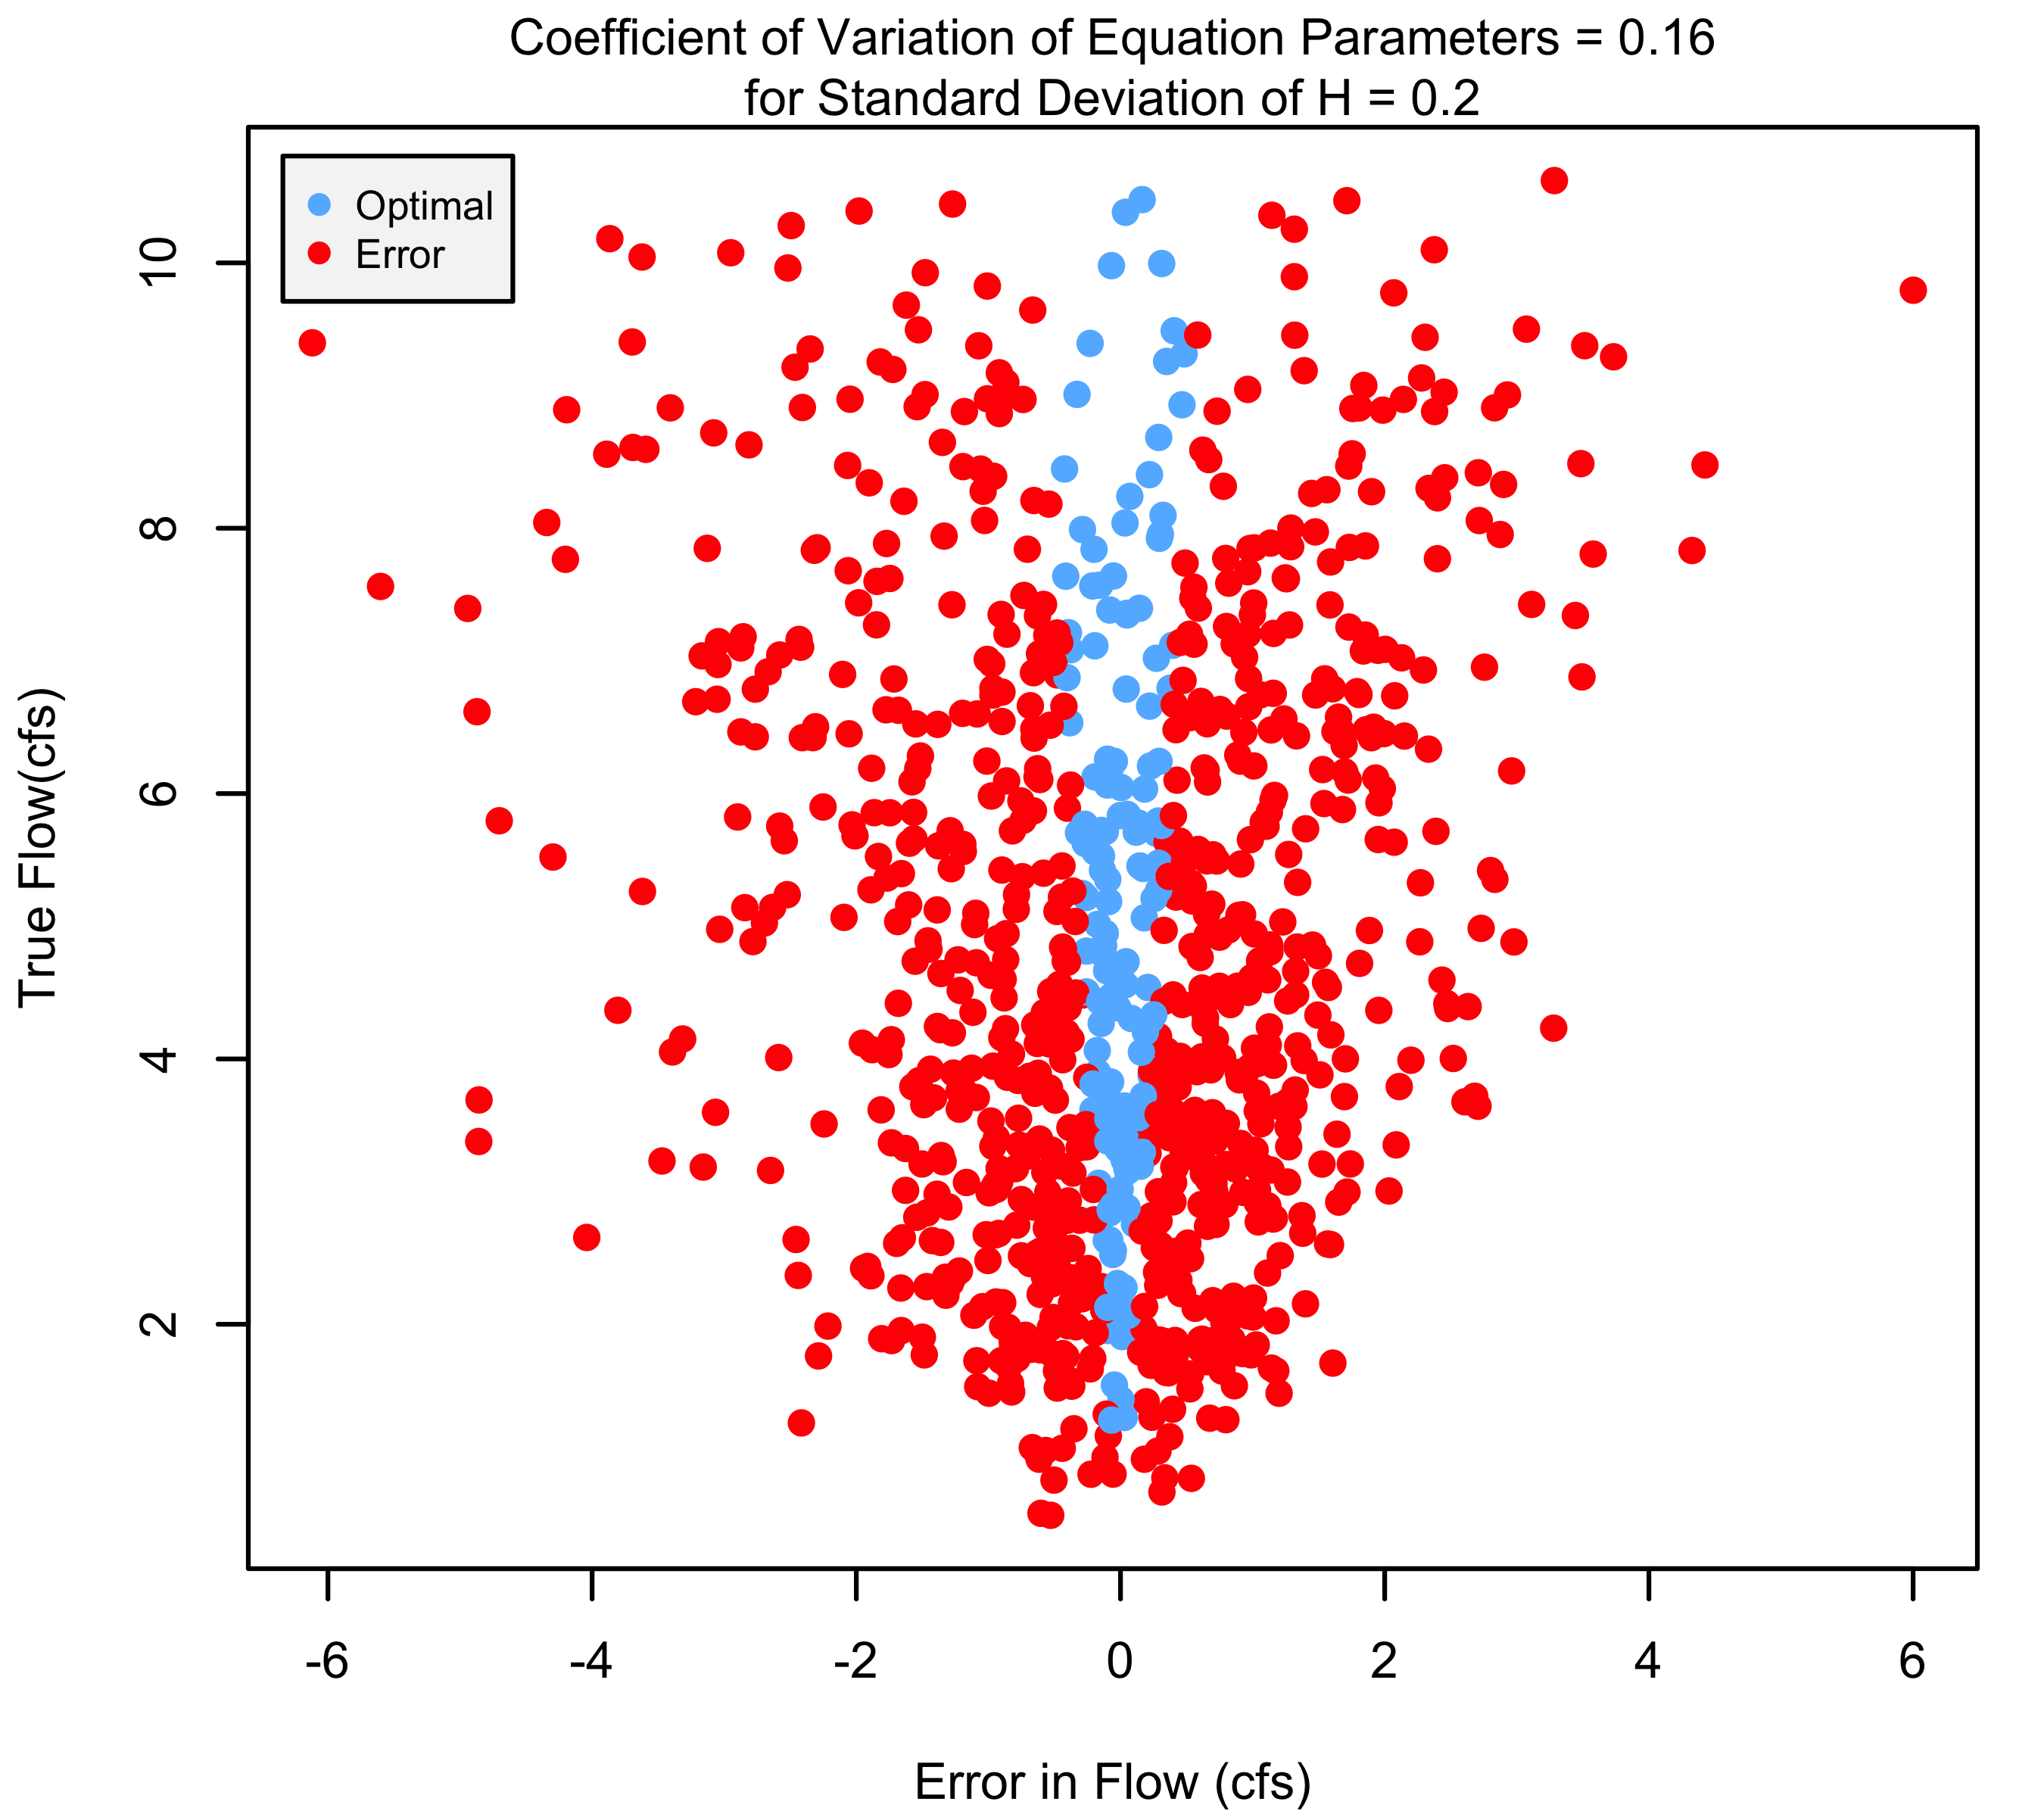 Coefficient of Variation of Equation Parameters = 0.16
for Standard Deviation of H = 0.2
Optimal
Error
True Flow(cfs)
10
8
6
4
2
-6 -4 -2 0 2 4 6
Error in Flow (cfs)